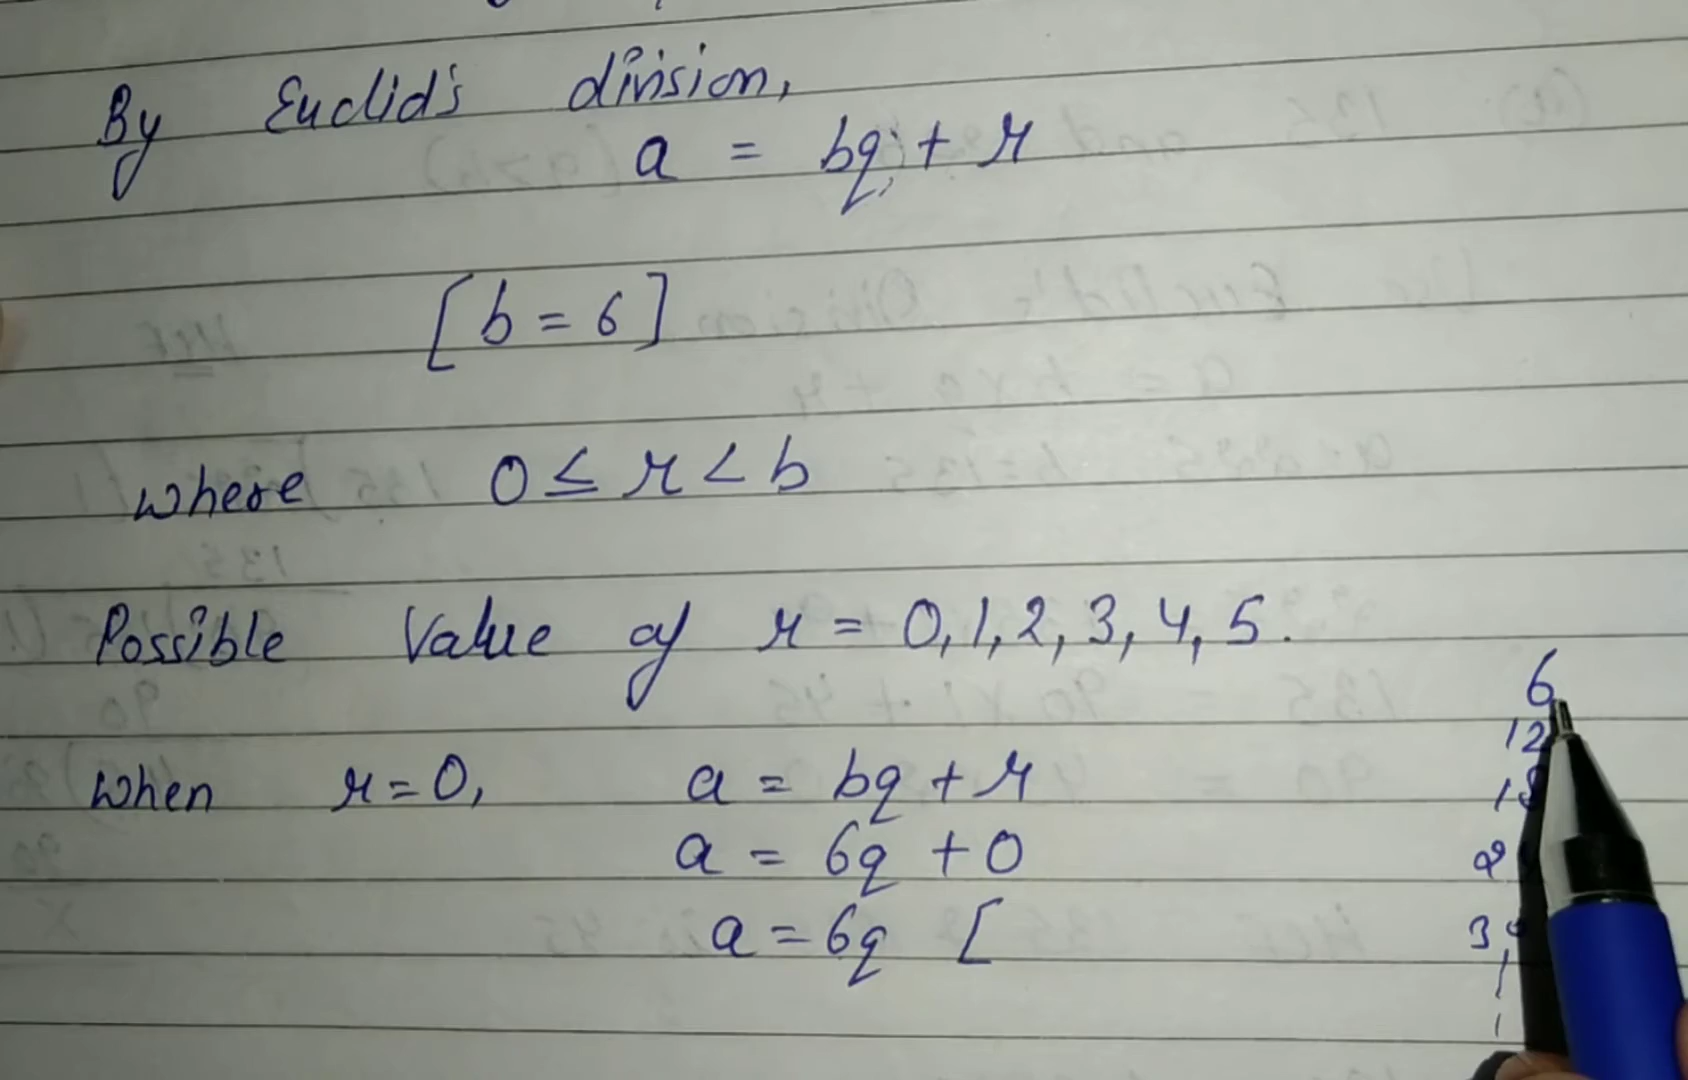 By Euclid's division,
a = bq + r
[b = 6]
where 0 ≤ r < b
Possible Value of r = 0, 1, 2, 3, 4, 5.
6
12
18
When r = 0, a = bq + r
a = 6q + 0
a = 6q [